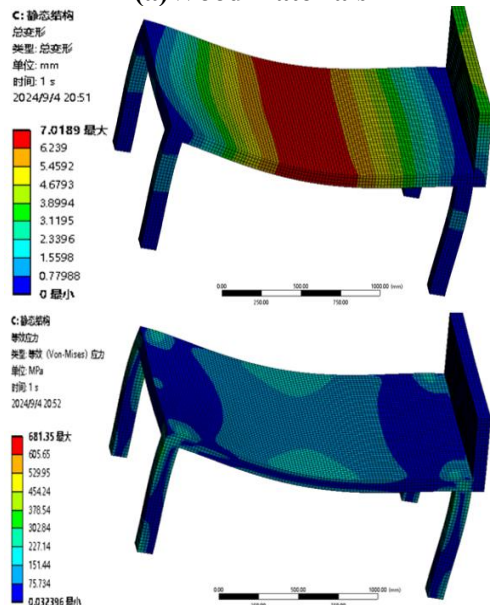 C: 静态结构
总变形
类型: 总变形
单位: mm
时间: 1 s
2024/9/4 20:51
7.0189 最大
6.239
5.4592
4.6793
3.8994
3.1195
2.3396
1.5598
0.77988
0 最小
0.00
1000.00 (mm)
250.00
750.00
C: 静态结构
等效应力
类型: 等效 (Von-Mises) 应力
单位: MPa
时间: 1 s
2024/9/4 20:52
681.35 最大
605.65
529.95
454.24
378.54
302.84
227.14
151.44
75.734
0.032396 最小
0.00
1000.00 (mm)